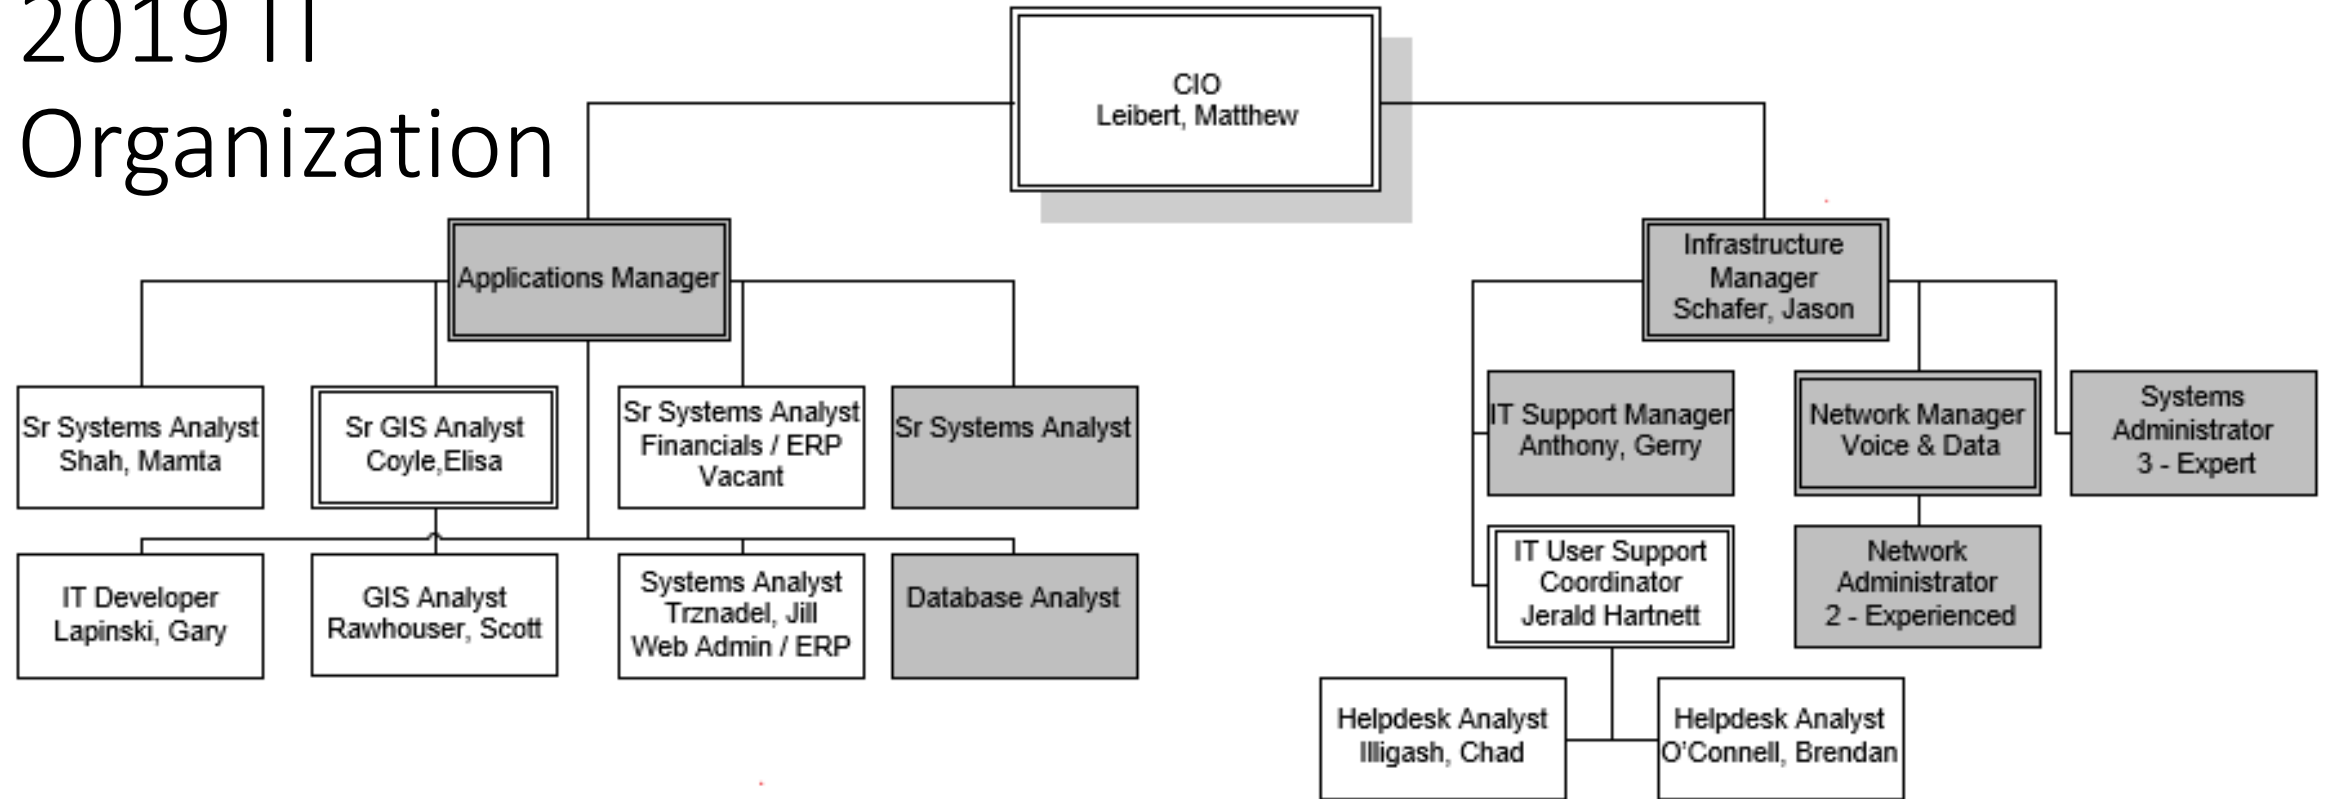 2019 IT
Organization
CIO
Leibert, Matthew
Applications Manager
Infrastructure
Manager
Schafer, Jason
Sr Systems Analyst
Shah, Mamta
Sr GIS Analyst
Coyle,Elisa
Sr Systems Analyst
Financials / ERP
Vacant
Sr Systems Analyst
IT Support Manager
Anthony, Gerry
Network Manager
Voice & Data
Systems
Administrator
3 - Expert
IT Developer
Lapinski, Gary
GIS Analyst
Rawhouser, Scott
Systems Analyst
Trznadel, Jill
Web Admin / ERP
Database Analyst
IT User Support
Coordinator
Jerald Hartnett
Network
Administrator
2 - Experienced
Helpdesk Analyst
Illigash, Chad
Helpdesk Analyst
O'Connell, Brendan